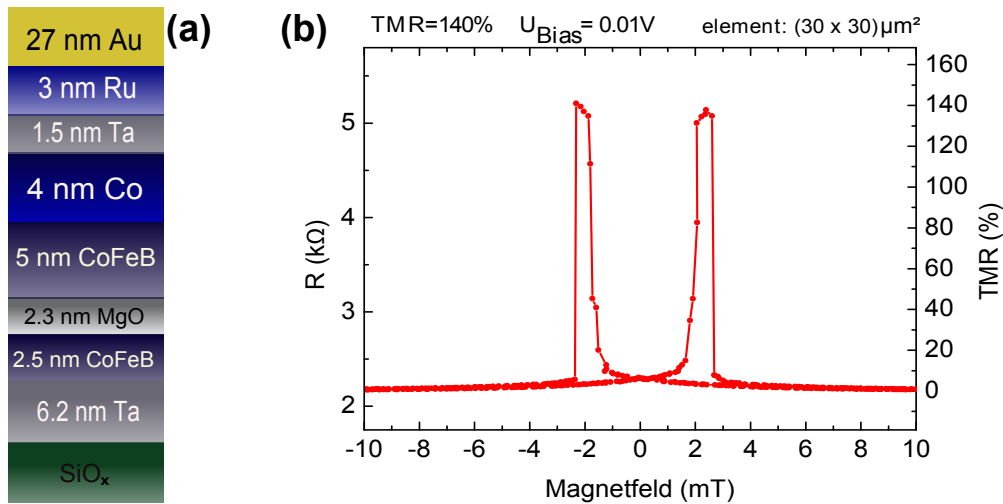 (a)
27 nm Au
3 nm Ru
1.5 nm Ta
4 nm Co
5 nm CoFeB
2.3 nm MgO
2.5 nm CoFeB
6.2 nm Ta
SiOₓ
(b)
TMR=140% U_Bias = 0.01V element: (30 x 30)µm²
R (kΩ)
5
4
3
2
160
140
120
100
80
60
40
20
0
TMR (%)
-10 -8 -6 -4 -2 0 2 4 6 8 10
Magnetfeld (mT)